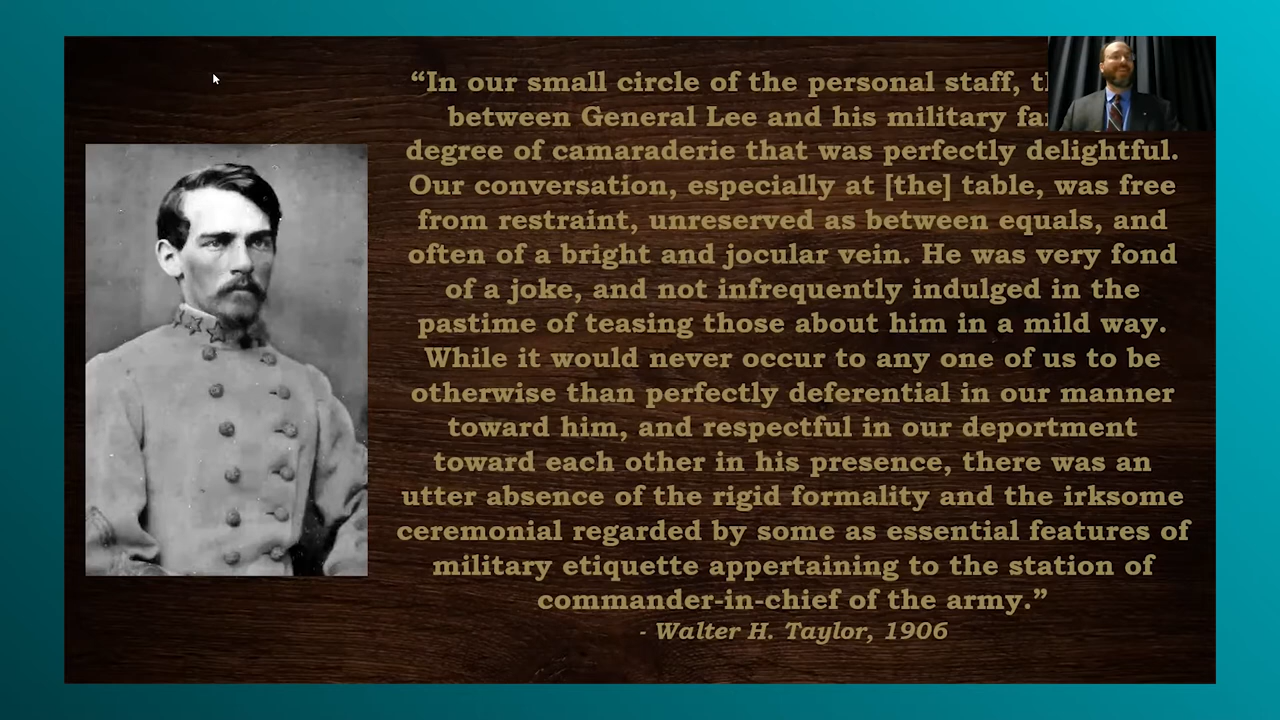 “In our small circle of the personal staff,
between General Lee and his military
degree of camaraderie that was perfectly delightful.
Our conversation, especially at [the] table, was free
from restraint, unreserved as between equals, and
often of a bright and jocular vein. He was very fond
of a joke, and not infrequently indulged in the
pastime of teasing those about him in a mild way.
While it would never occur to any one of us to be
otherwise than perfectly deferential in our manner
toward him, and respectful in our deportment
toward each other in his presence, there was an
utter absence of the rigid formality and the irksome
ceremonial regarded by some as essential features of
military etiquette appertaining to the station of
commander-in-chief of the army.”
- Walter H. Taylor, 1906